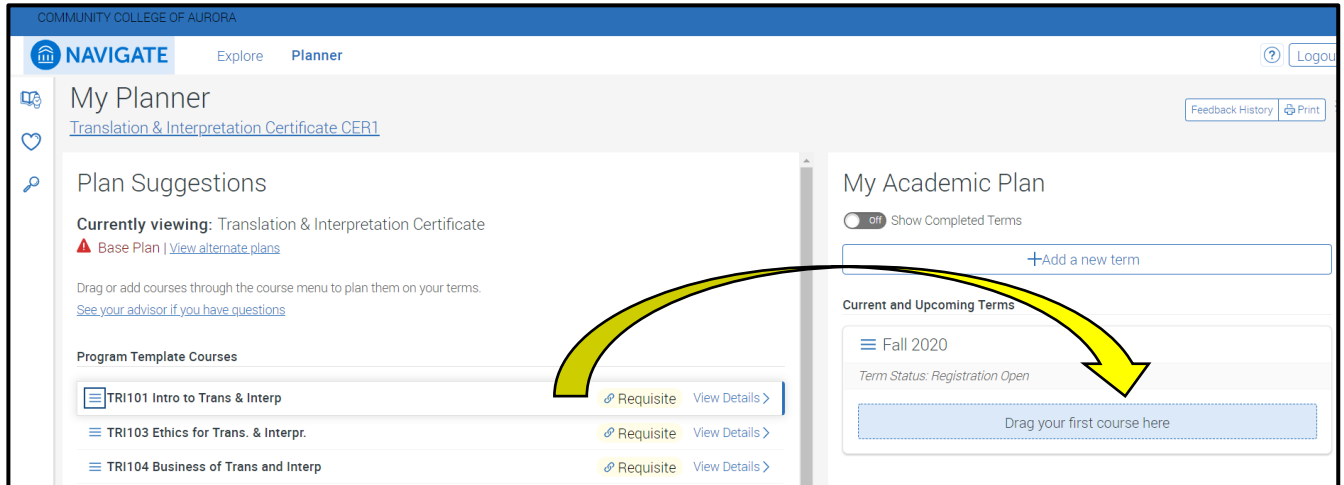 COMMUNITY COLLEGE OF AURORA
NAVIGATE Explore Planner ? Logou
My Planner
Translation & Interpretation Certificate CER1
Feedback History Print
Plan Suggestions
Currently viewing: Translation & Interpretation Certificate
Base Plan | View alternate plans
Drag or add courses through the course menu to plan them on your terms.
See your advisor if you have questions
Program Template Courses
TRI101 Intro to Trans & Interp Requisite View Details >
TRI103 Ethics for Trans. & Interpr. Requisite View Details >
TRI104 Business of Trans and Interp Requisite View Details >
My Academic Plan
Off Show Completed Terms
+Add a new term
Current and Upcoming Terms
Fall 2020
Term Status: Registration Open
Drag your first course here